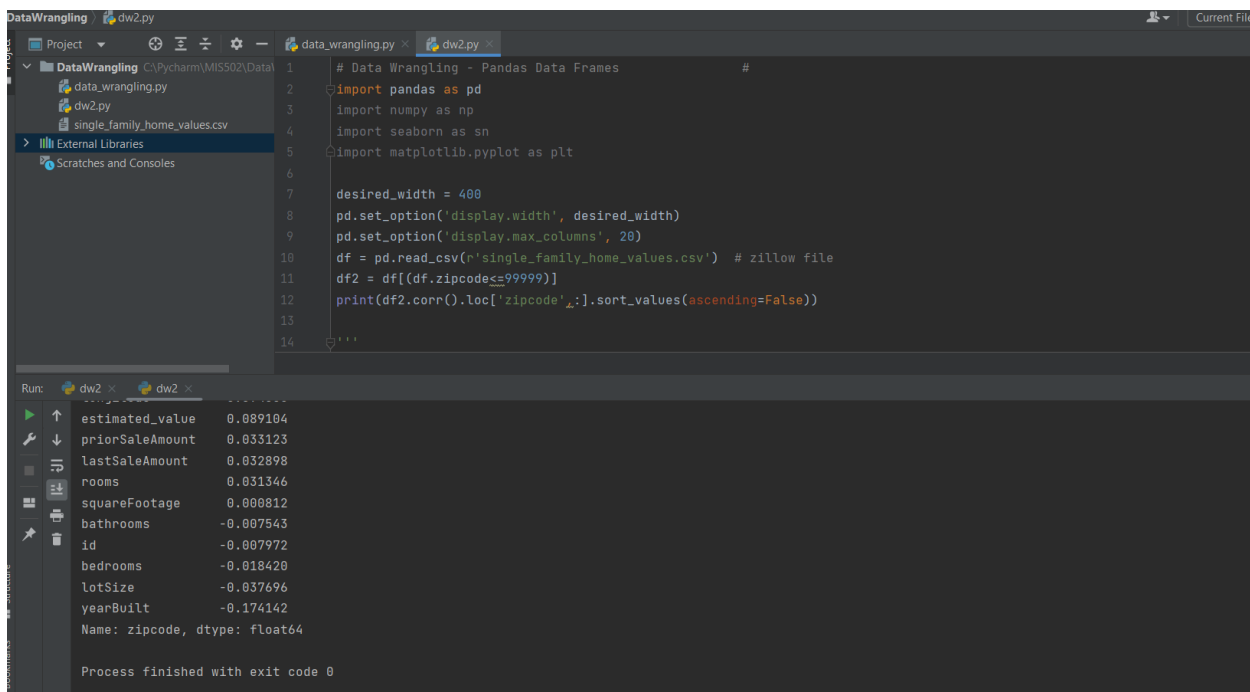 DataWrangling dw2.py Current File
Project data_wrangling.py dw2.py
DataWrangling C:\Pycharm\MIS502\Data\
data_wrangling.py
dw2.py
single_family_home_values.csv
External Libraries
Scratches and Consoles
1 # Data Wrangling - Pandas Data Frames #
2 import pandas as pd
3 import numpy as np
4 import seaborn as sn
5 import matplotlib.pyplot as plt
6
7 desired_width = 400
8 pd.set_option('display.width', desired_width)
9 pd.set_option('display.max_columns', 20)
10 df = pd.read_csv(r'single_family_home_values.csv') # zillow file
11 df2 = df[(df.zipcode<=99999)]
12 print(df2.corr().loc['zipcode',:].sort_values(ascending=False))
13
14 '''
Run: dw2 dw2
estimated_value 0.089104
priorSaleAmount 0.033123
lastSaleAmount 0.032898
rooms 0.031346
squareFootage 0.000812
bathrooms -0.007543
id -0.007972
bedrooms -0.018420
lotSize -0.037696
yearBuilt -0.174142
Name: zipcode, dtype: float64
Process finished with exit code 0